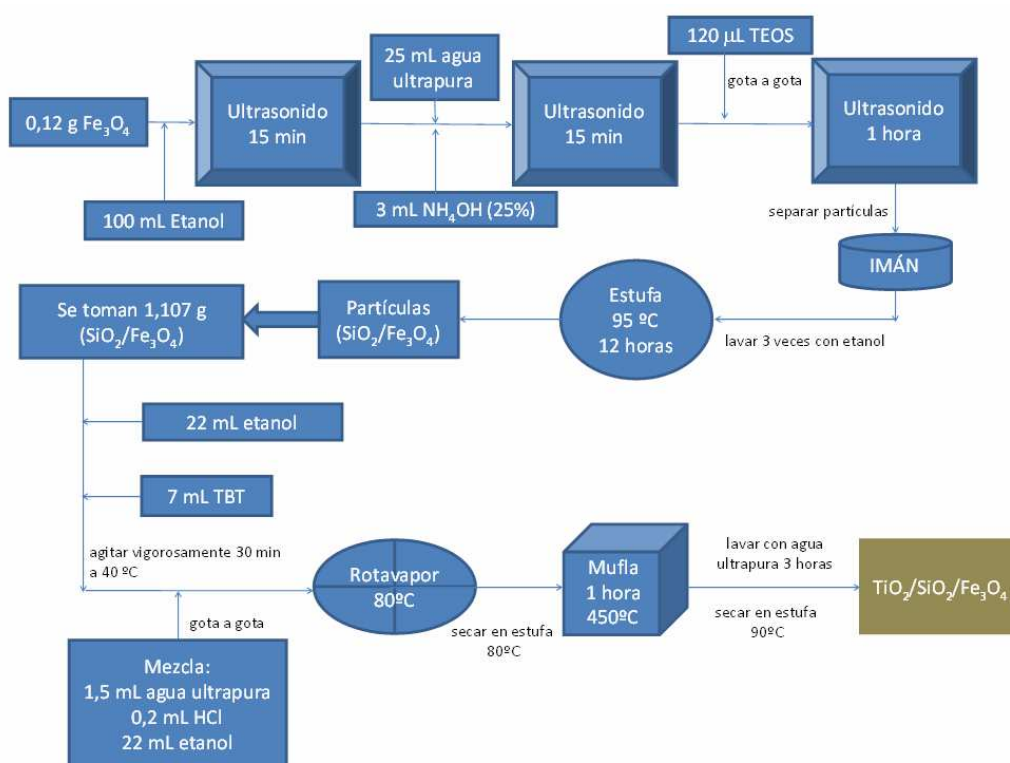 0,12 g Fe₃O₄
100 mL Etanol
Ultrasonido
15 min
25 mL agua
ultrapura
3 mL NH₄OH (25%)
Ultrasonido
15 min
120 µL TEOS
gota a gota
Ultrasonido
1 hora
separar partículas
IMÁN
lavar 3 veces con etanol
Estufa
95 ºC
12 horas
Partículas
(SiO₂/Fe₃O₄)
Se toman 1,107 g
(SiO₂/Fe₃O₄)
22 mL etanol
7 mL TBT
agitar vigorosamente 30 min
a 40 ºC
gota a gota
Mezcla:
1,5 mL agua ultrapura
0,2 mL HCl
22 mL etanol
Rotavapor
80ºC
secar en estufa
80ºC
Mufla
1 hora
450ºC
lavar con agua
ultrapura 3 horas
secar en estufa
90ºC
TiO₂/SiO₂/Fe₃O₄